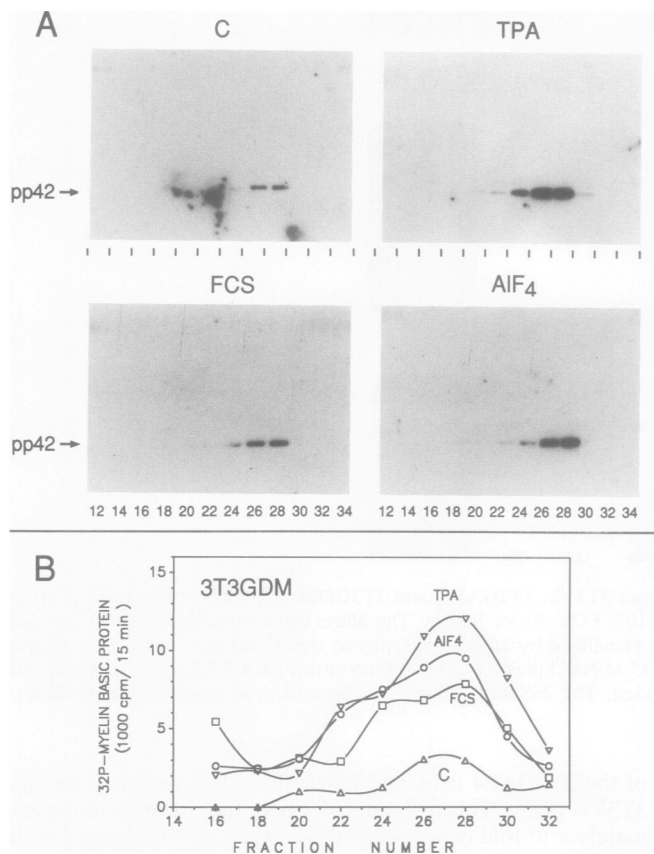 A
C
TPA
pp42
FCS
AlF4
pp42
12 14 16 18 20 22 24 26 28 30 32 34
12 14 16 18 20 22 24 26 28 30 32 34
B
3T3GDM
32P-MYELIN BASIC PROTEIN
(1000 cpm/ 15 min)
15
10
5
0
TPA
AlF4
FCS
C
14 16 18 20 22 24 26 28 30 32
FRACTION NUMBER